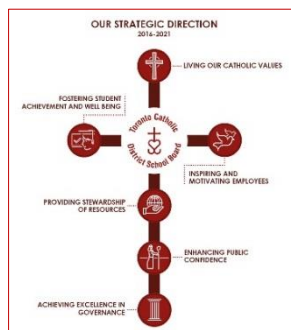 OUR STRATEGIC DIRECTION
2016-2021
LIVING OUR CATHOLIC VALUES
FOSTERING STUDENT
ACHIEVEMENT AND WELL BEING
Toronto Catholic
District School Board
INSPIRING AND
MOTIVATING EMPLOYEES
PROVIDING STEWARDSHIP
OF RESOURCES
ENHANCING PUBLIC
CONFIDENCE
ACHIEVING EXCELLENCE IN
GOVERNANCE